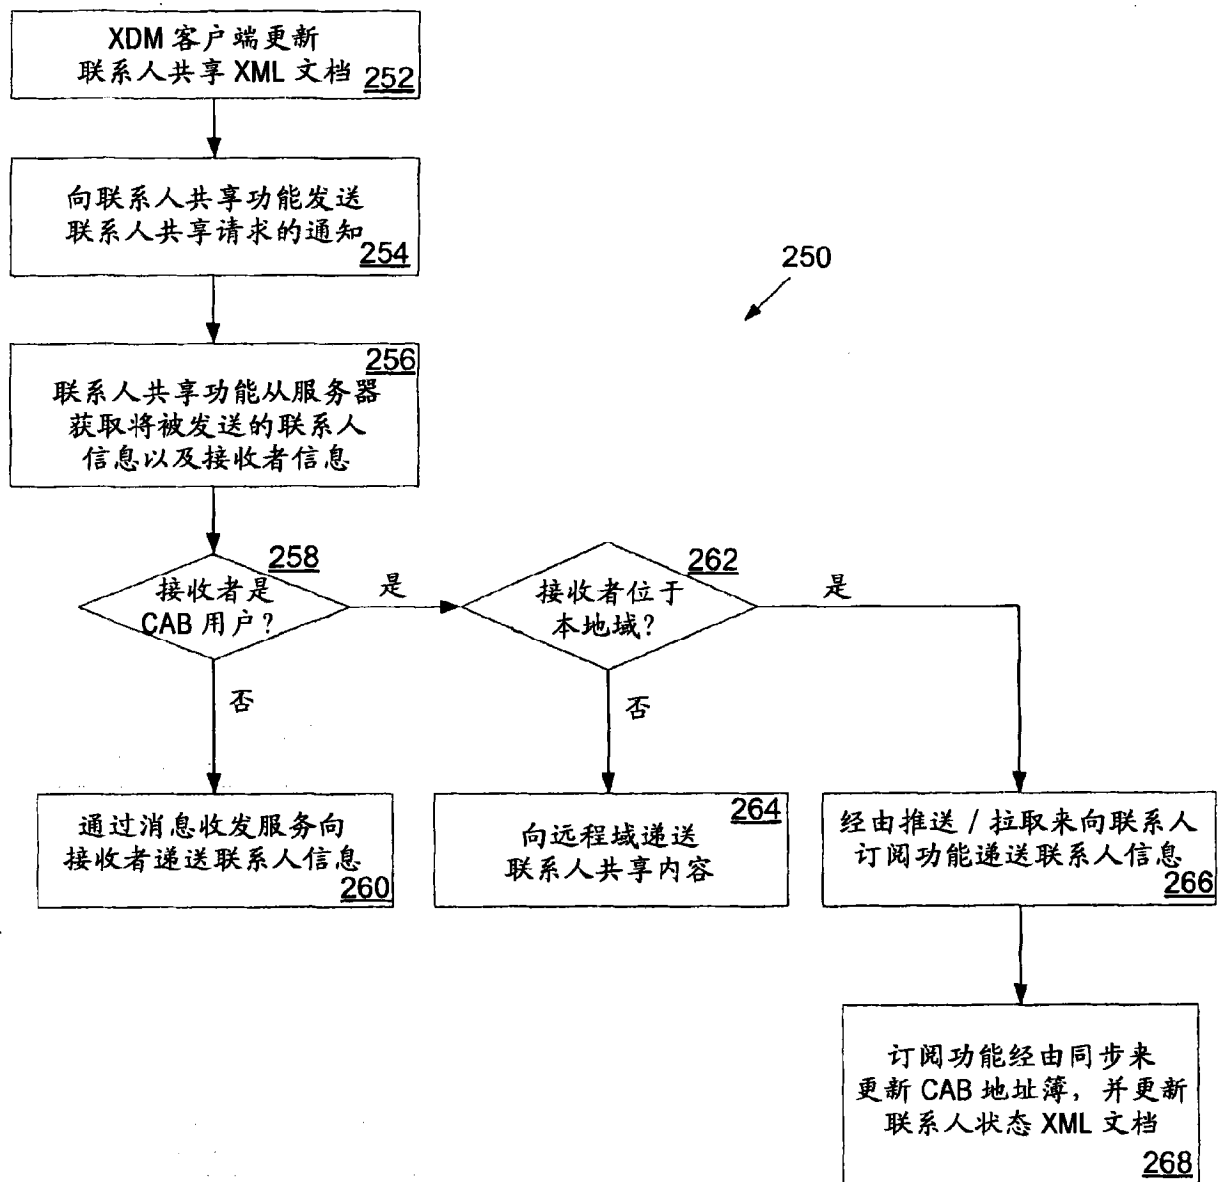 XDM 客户端更新
联系人共享 XML 文档
252
向联系人共享功能发送
联系人共享请求的通知
254
250
256
联系人共享功能从服务器
获取将被发送的联系人
信息以及接收者信息
258
接收者是
CAB 用户？
是
262
接收者位于
本地域？
是
否
否
通过消息收发服务向
接收者递送联系人信息
260
264
向远程域递送
联系人共享内容
经由推送 / 拉取来向联系人
订阅功能递送联系人信息
266
订阅功能经由同步来
更新 CAB 地址簿，并更新
联系人状态 XML 文档
268